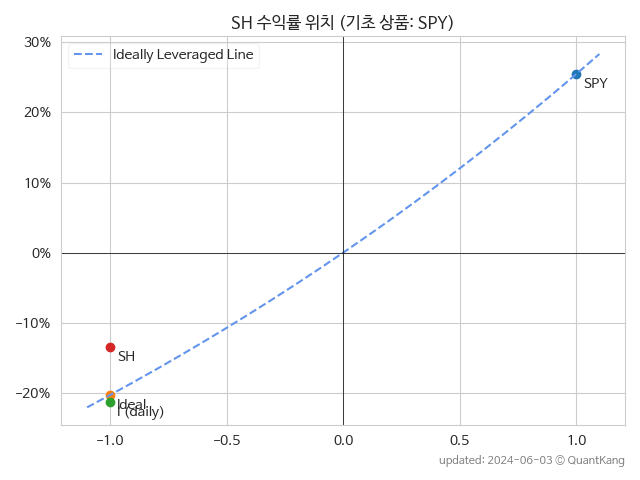 SH 수익률 위치 (기초 상품: SPY)
30%
Ideally Leveraged Line
SPY
20%
10%
0%
−10%
SH
−20%
Ideal
(daily)
−1.0 −0.5 0.0 0.5 1.0
updated: 2024-06-03 © QuantKang